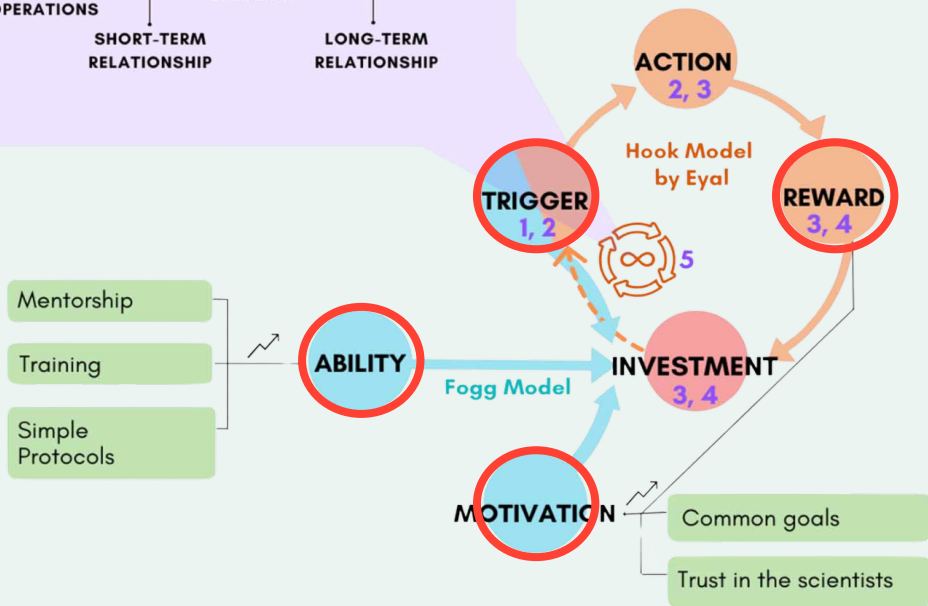 PERATIONS
SHORT-TERM
RELATIONSHIP
LONG-TERM
RELATIONSHIP
ACTION
2, 3
Hook Model
by Eyal
TRIGGER
1, 2
REWARD
3, 4
5
Mentorship
Training
Simple
Protocols
ABILITY
Fogg Model
INVESTMENT
3, 4
MOTIVATION
Common goals
Trust in the scientists